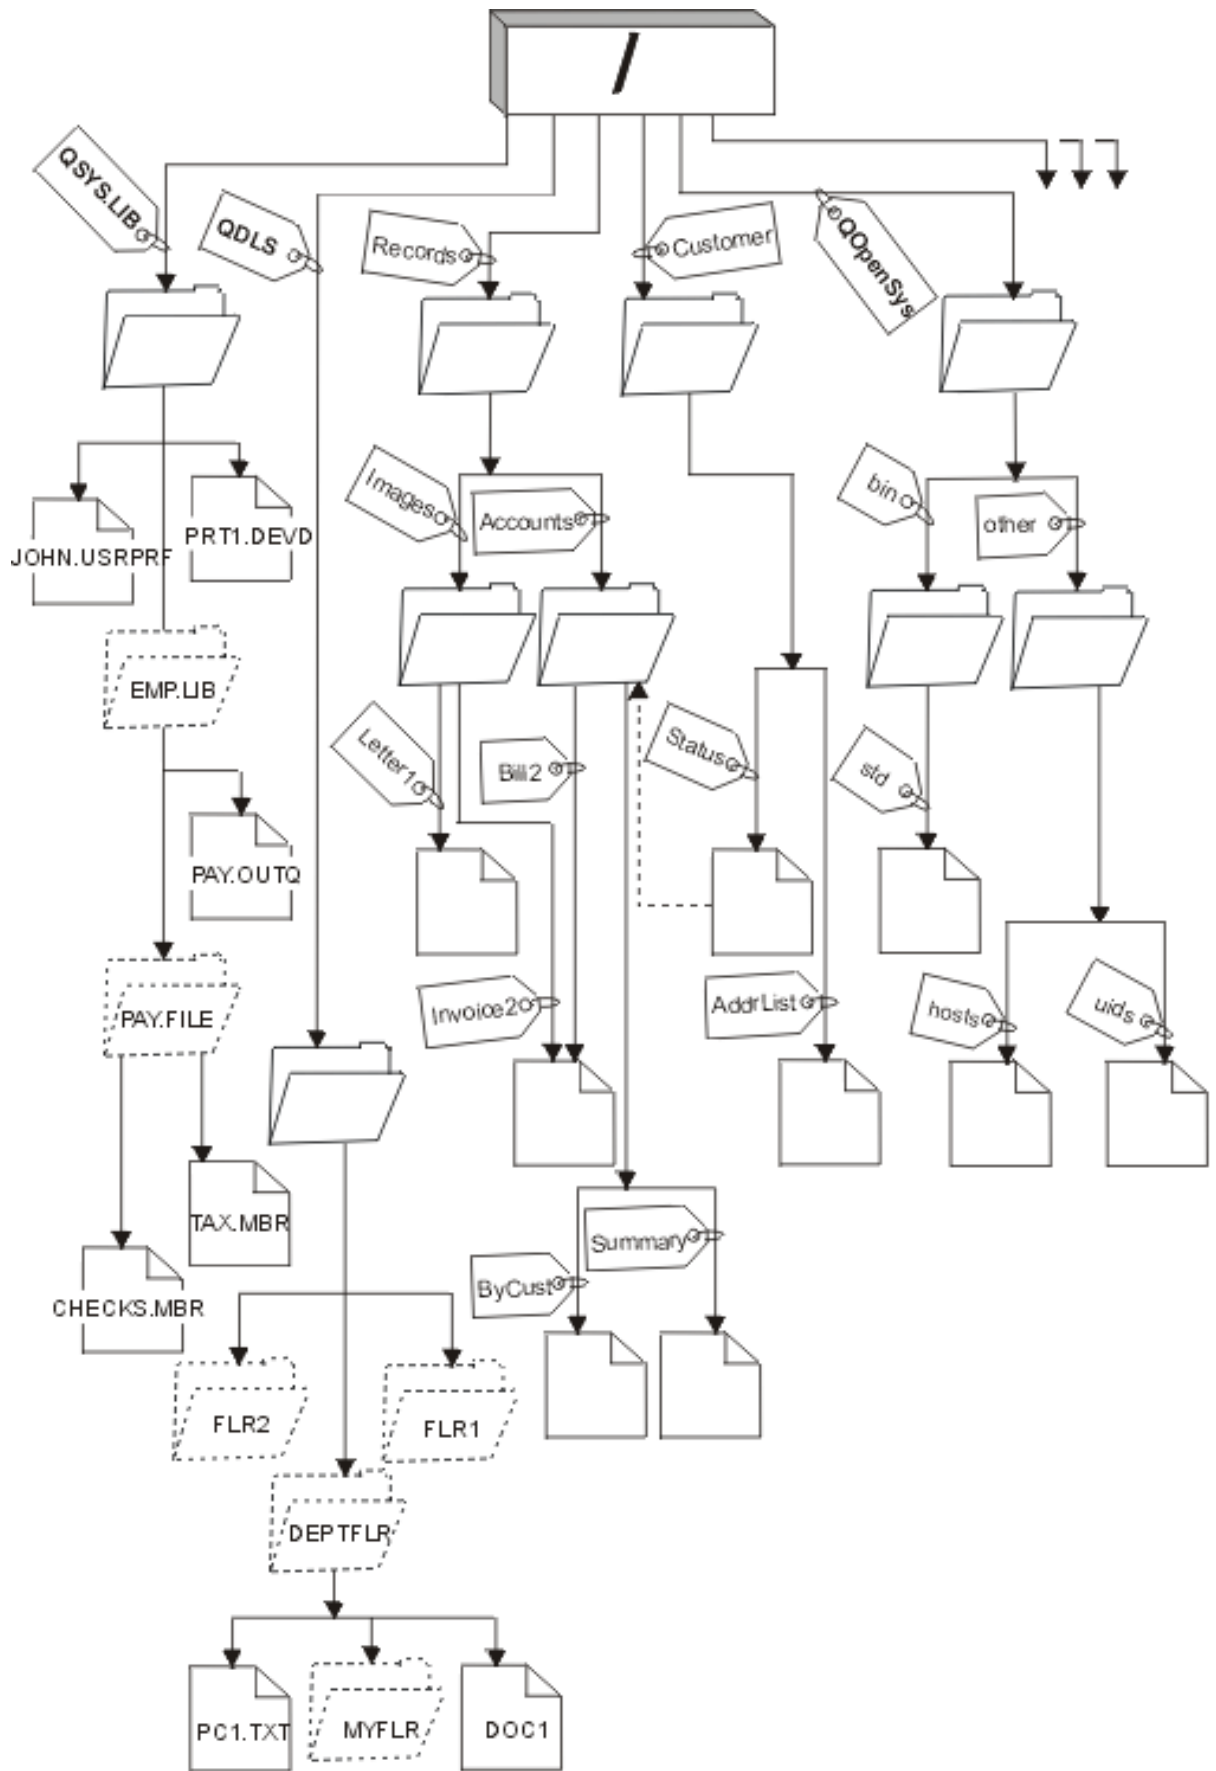 /
QSYS.LIB
QDLS
Records
Customer
QOpenSys
Images
Accounts
bin
other
JOHN.USRPRF
PRT1.DEVD
EMP.LIB
Letter1
Bill2
Status
std
PAY.OUTQ
PAY.FILE
Invoice2
AddrList
hosts
uids
TAX.MBR
CHECKS.MBR
Summary
ByCust
FLR2
FLR1
DEPTFLR
PC1.TXT
MYFLR
DOC1